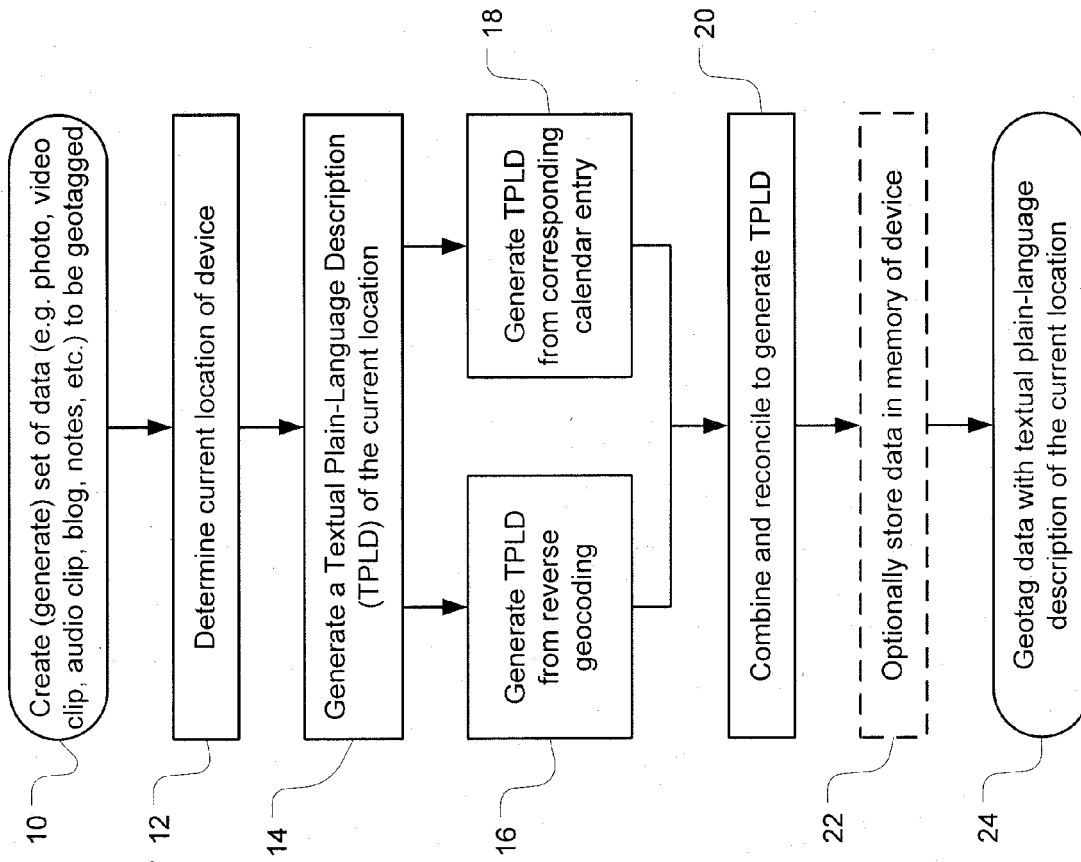 10
Create (generate) set of data (e.g. photo, video
clip, audio clip, blog, notes, etc.) to be geotagged
12
Determine current location of device
14
Generate a Textual Plain-Language Description
(TPLD) of the current location
16
Generate TPLD
from reverse
geocoding
18
Generate TPLD
from corresponding
calendar entry
20
Combine and reconcile to generate TPLD
22
Optionally store data in memory of device
24
Geotag data with textual plain-language
description of the current location